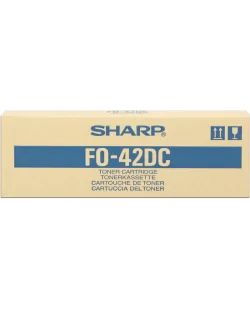 SHARP
FO-42DC
TONER-CARTRIDGE
TONERKASSETTE
CARTOUCHE DE TONER
CARTUCCIA DEL TONER